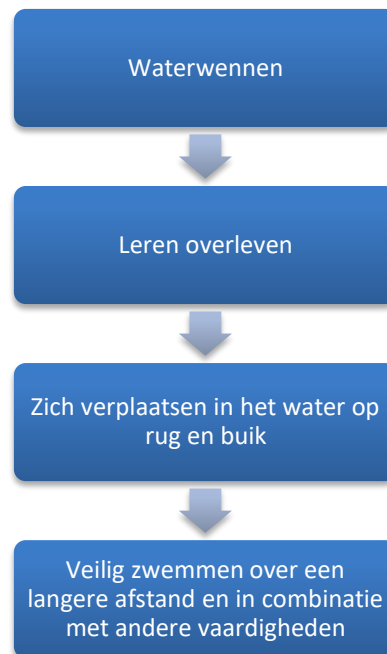 Waterwennen
Leren overleven
Zich verplaatsen in het water op
rug en buik
Veilig zwemmen over een
langere afstand en in combinatie
met andere vaardigheden